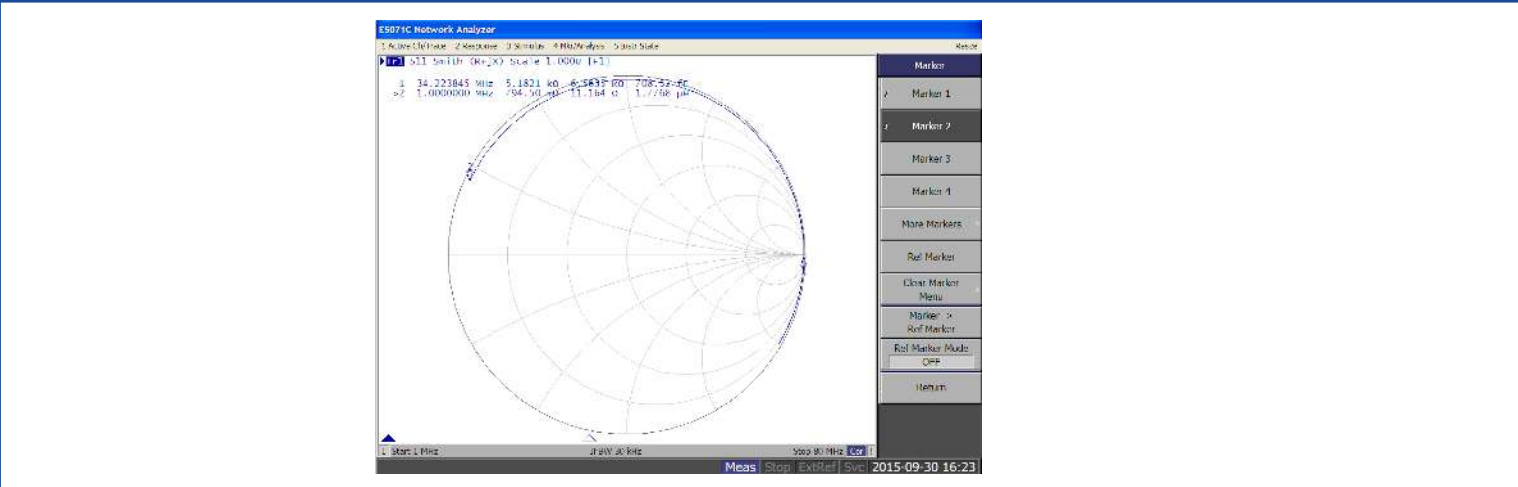 E5071C Network Analyzer
1 Active Ch/Trace 2 Response 3 Stimulus 4 Mkr/Analysis 5 Instr State
Resize
Tr1 S11 Smith (R+jX) Scale 1.000U [F1]
1 34.223845 MHz 5.1821 kΩ
>2 1.0000000 MHz 794.50 mΩ 11.164 Ω 1.7768 μH
Marker
Marker 1
Marker 2
Marker 3
Marker 4
More Markers
Ref Marker
Clear Marker
Menu
Marker ->
Ref Marker
Ref Marker Mode
OFF
Return
1 Start 1 MHz IFBW 30 kHz Stop 80 MHz Cor !
Meas Stop ExtRef Svc 2015-09-30 16:23